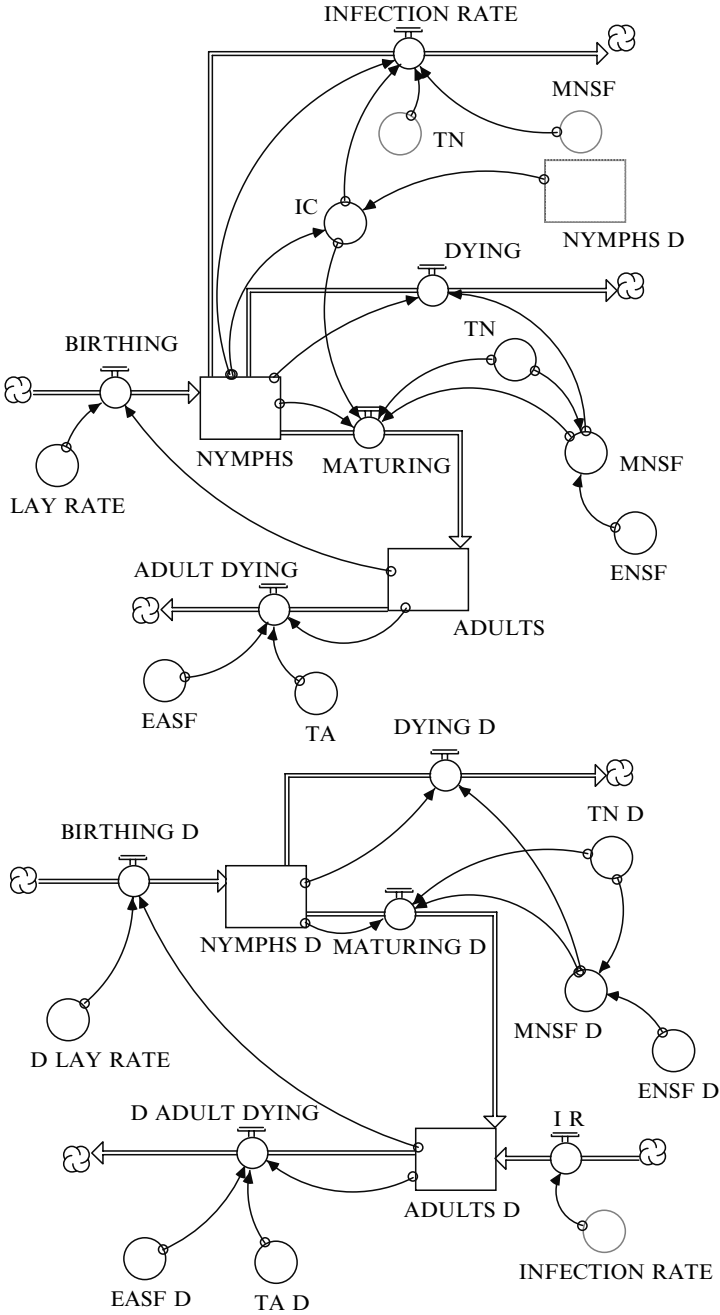 INFECTION RATE
MNSF
TN
IC
NYMPHS D
DYING
TN
BIRTHING
NYMPHS
MATURING
MNSF
LAY RATE
ADULT DYING
ENSF
ADULTS
EASF
TA
DYING D
TN D
BIRTHING D
NYMPHS D
MATURING D
MNSF D
D LAY RATE
ENSF D
D ADULT DYING
I R
ADULTS D
INFECTION RATE
EASF D
TA D